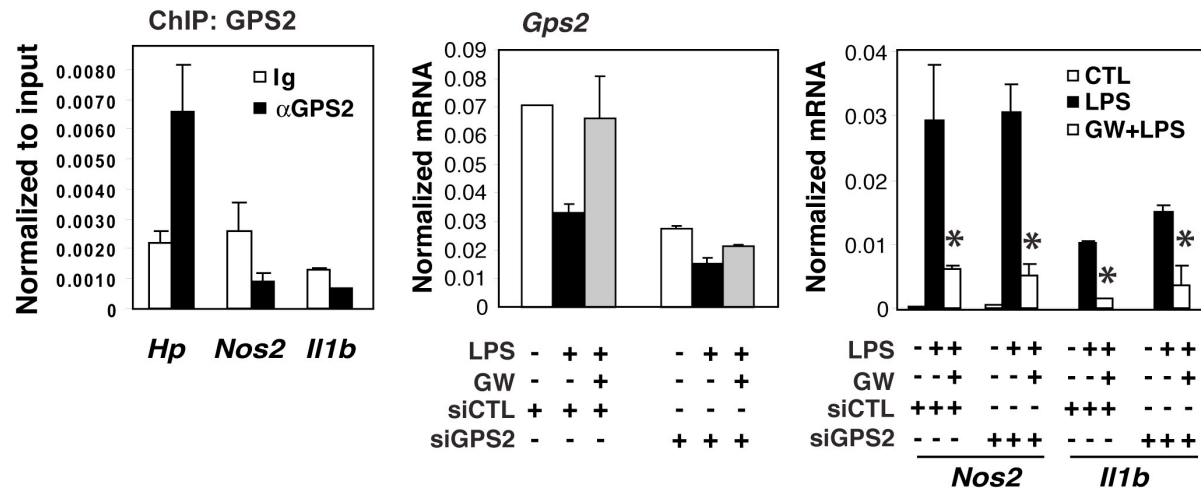 ChIP: GPS2
Normalized to input
0.0080
0.0070
0.0060
0.0050
0.0040
0.0030
0.0020
0.0010
0
Ig
αGPS2
Hp Nos2 Il1b
Gps2
Normalized mRNA
0.09
0.08
0.07
0.06
0.05
0.04
0.03
0.02
0.01
0
LPS - + + - + +
GW - - + - - +
siCTL + + + - - -
siGPS2 - - - + + +
Normalized mRNA
0.04
0.03
0.02
0.01
0
CTL
LPS
GW+LPS
* * * *
LPS - + + - + + - + + - + +
GW - - + - - + - - + - - +
siCTL + + + - - - + + + - - -
siGPS2 - - - + + + - - - + + +
Nos2 Il1b